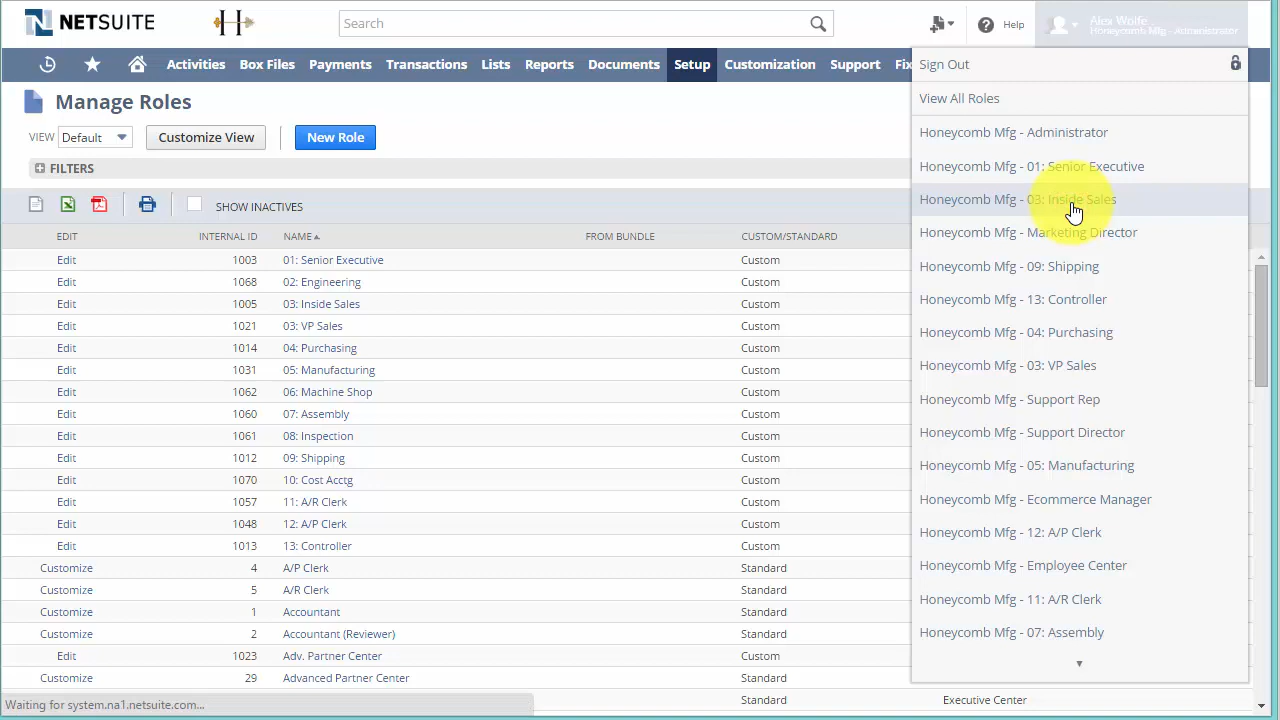 NETSUITE
H
Search
Help
Alex Wolfe
Honeycomb Mfg - Administrator
Activities Box Files Payments Transactions Lists Reports Documents Setup Customization Support Fix
Sign Out
View All Roles
Honeycomb Mfg - Administrator
Honeycomb Mfg - 01: Senior Executive
Honeycomb Mfg - 03: Inside Sales
Honeycomb Mfg - Marketing Director
Honeycomb Mfg - 09: Shipping
Honeycomb Mfg - 13: Controller
Honeycomb Mfg - 04: Purchasing
Honeycomb Mfg - 03: VP Sales
Honeycomb Mfg - Support Rep
Honeycomb Mfg - Support Director
Honeycomb Mfg - 05: Manufacturing
Honeycomb Mfg - Ecommerce Manager
Honeycomb Mfg - 12: A/P Clerk
Honeycomb Mfg - Employee Center
Honeycomb Mfg - 11: A/R Clerk
Honeycomb Mfg - 07: Assembly
Manage Roles
VIEW Default Customize View New Role
FILTERS
SHOW INACTIVES
EDIT INTERNAL ID NAME FROM BUNDLE CUSTOM/STANDARD
Edit 1003 01: Senior Executive Custom
Edit 1068 02: Engineering Custom
Edit 1005 03: Inside Sales Custom
Edit 1021 03: VP Sales Custom
Edit 1014 04: Purchasing Custom
Edit 1031 05: Manufacturing Custom
Edit 1062 06: Machine Shop Custom
Edit 1060 07: Assembly Custom
Edit 1061 08: Inspection Custom
Edit 1012 09: Shipping Custom
Edit 1070 10: Cost Acctg Custom
Edit 1057 11: A/R Clerk Custom
Edit 1048 12: A/P Clerk Custom
Edit 1013 13: Controller Custom
Customize 4 A/P Clerk Standard
Customize 5 A/R Clerk Standard
Customize 1 Accountant Standard
Customize 2 Accountant (Reviewer) Standard
Edit 1023 Adv. Partner Center Custom
Customize 29 Advanced Partner Center Standard
Standard Executive Center
Waiting for system.na1.netsuite.com...